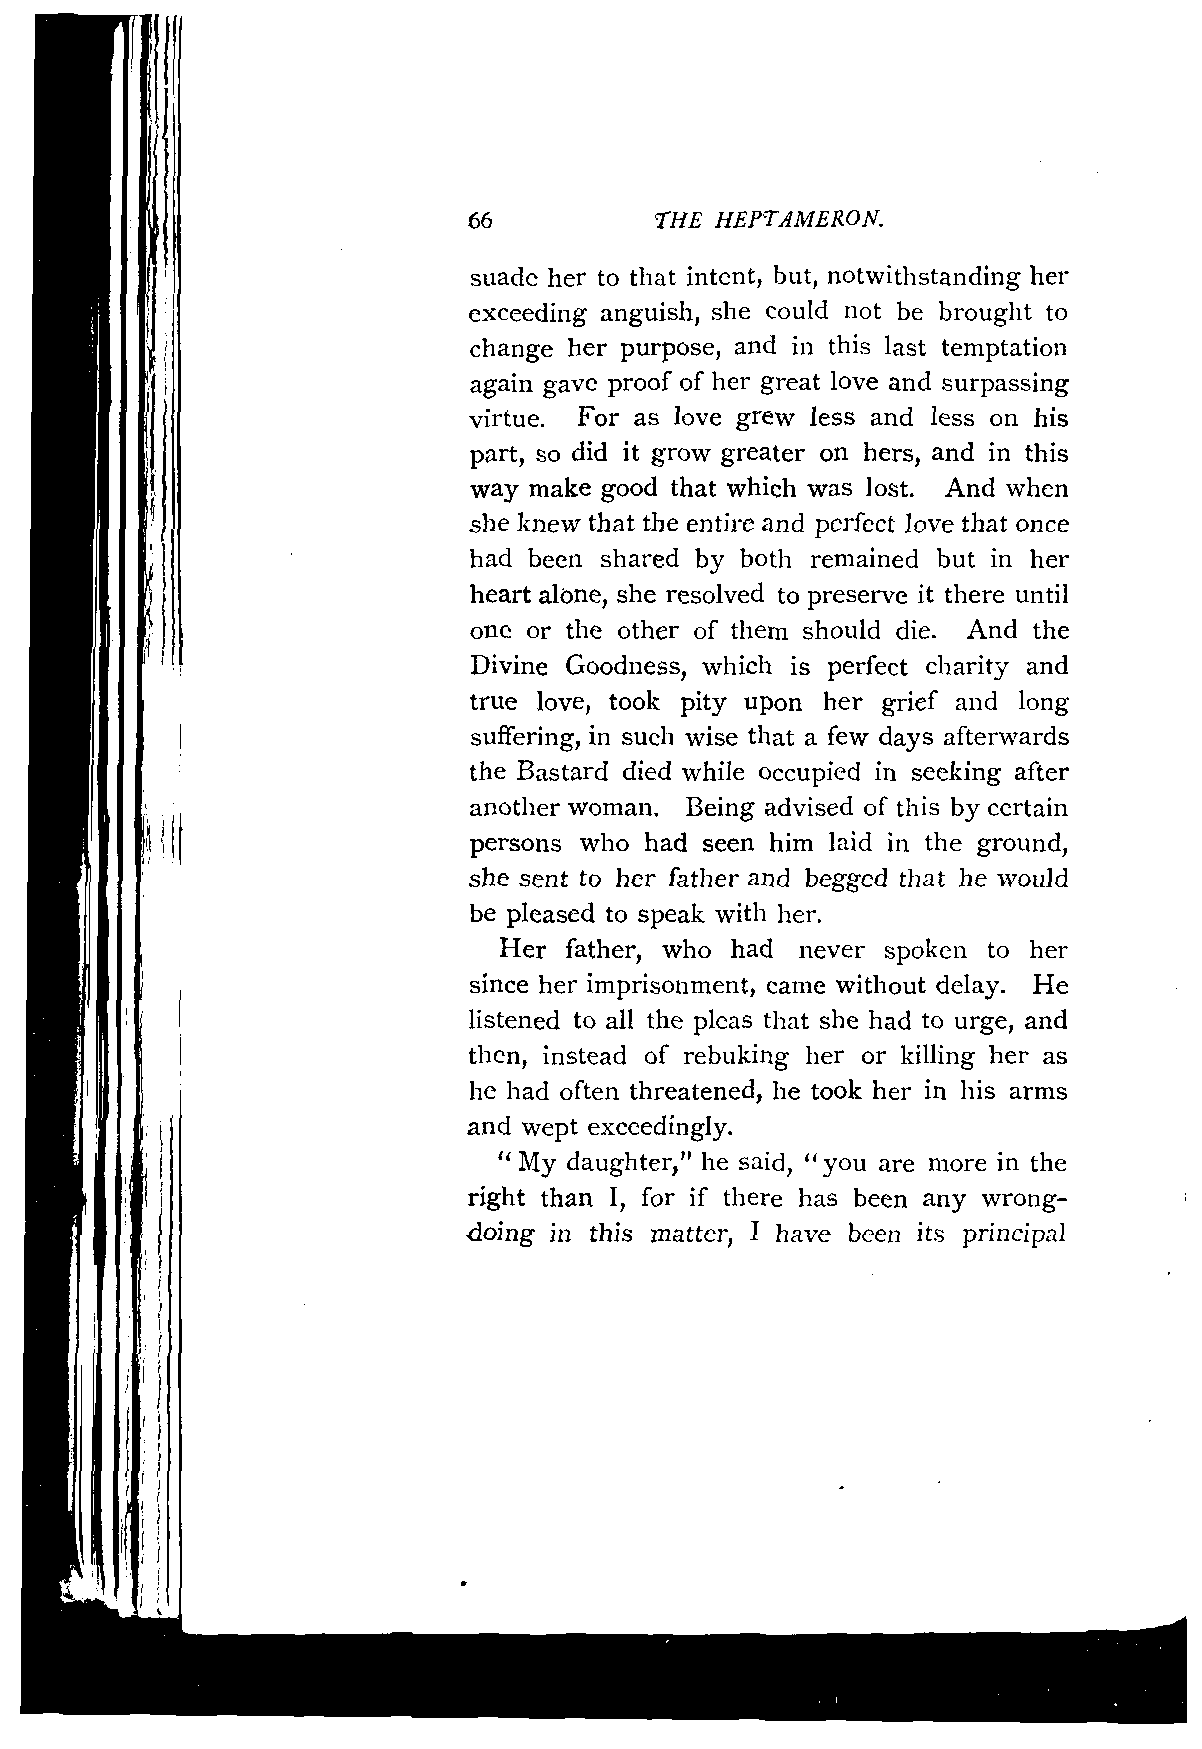 66 THE HEPTAMERON.
suade her to that intent, but, notwithstanding her
exceeding anguish, she could not be brought to
change her purpose, and in this last temptation
again gave proof of her great love and surpassing
virtue. For as love grew less and less on his
part, so did it grow greater on hers, and in this
way make good that which was lost. And when
she knew that the entire and perfect love that once
had been shared by both remained but in her
heart alone, she resolved to preserve it there until
one or the other of them should die. And the
Divine Goodness, which is perfect charity and
true love, took pity upon her grief and long
suffering, in such wise that a few days afterwards
the Bastard died while occupied in seeking after
another woman. Being advised of this by certain
persons who had seen him laid in the ground,
she sent to her father and begged that he would
be pleased to speak with her.
Her father, who had never spoken to her
since her imprisonment, came without delay. He
listened to all the pleas that she had to urge, and
then, instead of rebuking her or killing her as
he had often threatened, he took her in his arms
and wept exceedingly.
"My daughter," he said, "you are more in the
right than I, for if there has been any wrong-
doing in this matter, I have been its principal